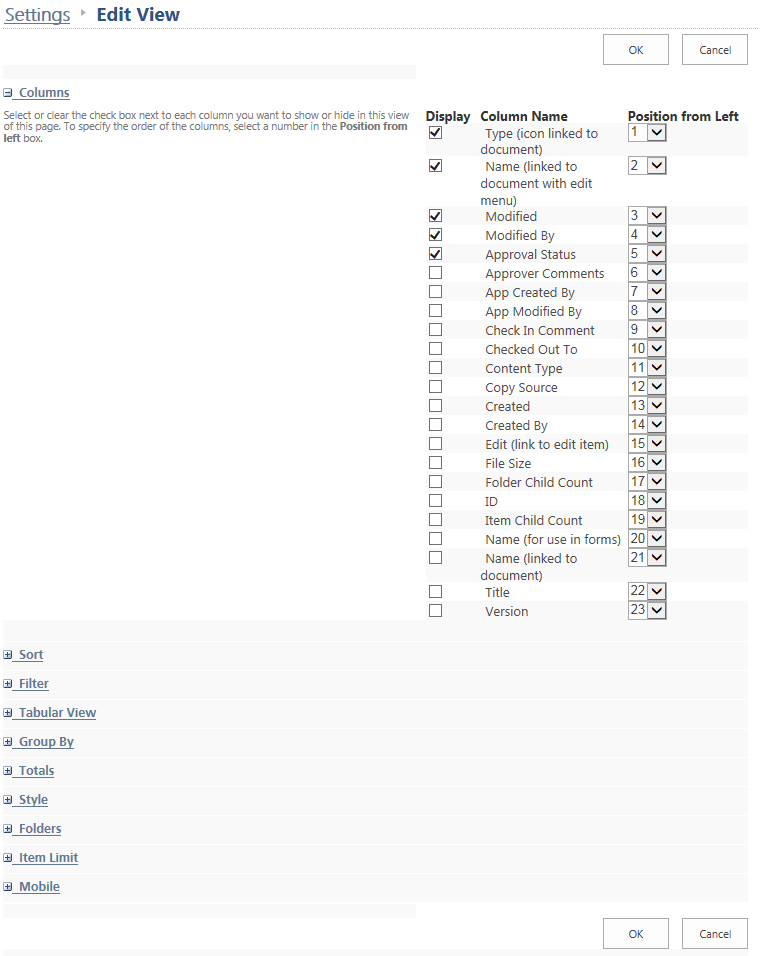 Settings Edit View
OK Cancel
Columns
Select or clear the check box next to each column you want to show or hide in this view
of this page. To specify the order of the columns, select a number in the Position from
left box.
Display Column Name Position from Left
Type (icon linked to 1
document)
Name (linked to 2
document with edit
menu)
Modified 3
Modified By 4
Approval Status 5
Approver Comments 6
App Created By 7
App Modified By 8
Check In Comment 9
Checked Out To 10
Content Type 11
Copy Source 12
Created 13
Created By 14
Edit (link to edit item) 15
File Size 16
Folder Child Count 17
ID 18
Item Child Count 19
Name (for use in forms) 20
Name (linked to 21
document)
Title 22
Version 23
Sort
Filter
Tabular View
Group By
Totals
Style
Folders
Item Limit
Mobile
OK Cancel